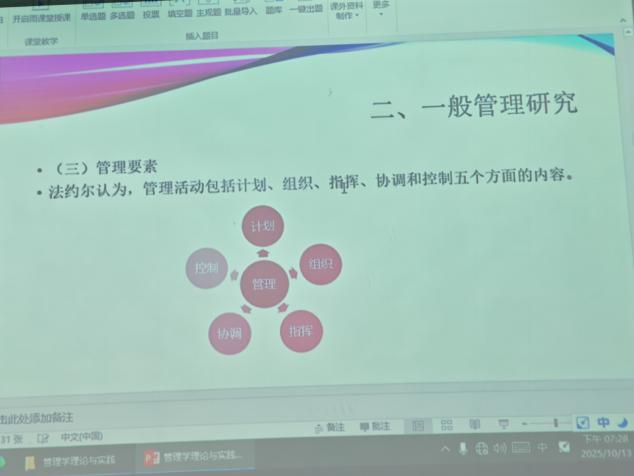 开启雨课堂授课
单选题 多选题 投票 填空题 主观题 批量导入 题库 一键出题
课外资料
制作
更多
课堂教学
插入题目
二、一般管理研究
• （三）管理要素
• 法约尔认为，管理活动包括计划、组织、指挥、协调和控制五个方面的内容。
计划
控制
组织
管理
协调
指挥
击此处添加备注
31 张 中文(中国)
备注 批注
中
管理学理论与实践
管理学理论与实践...
中
下午 07:28
2025/10/13